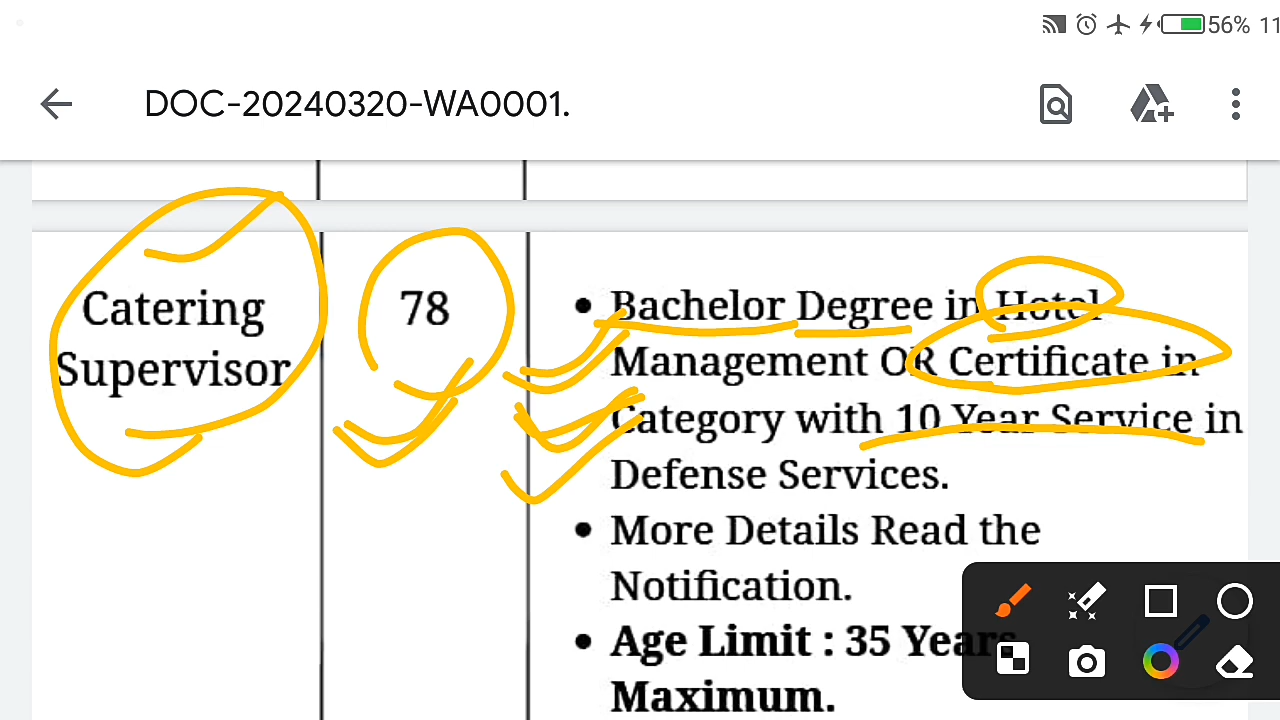 56% 11
DOC-20240320-WA0001.
Catering
Supervisor
78
• Bachelor Degree in Hotel
Management OR Certificate in
Category with 10 Year Service in
Defense Services.
• More Details Read the
Notification.
• Age Limit : 35 Years
Maximum.